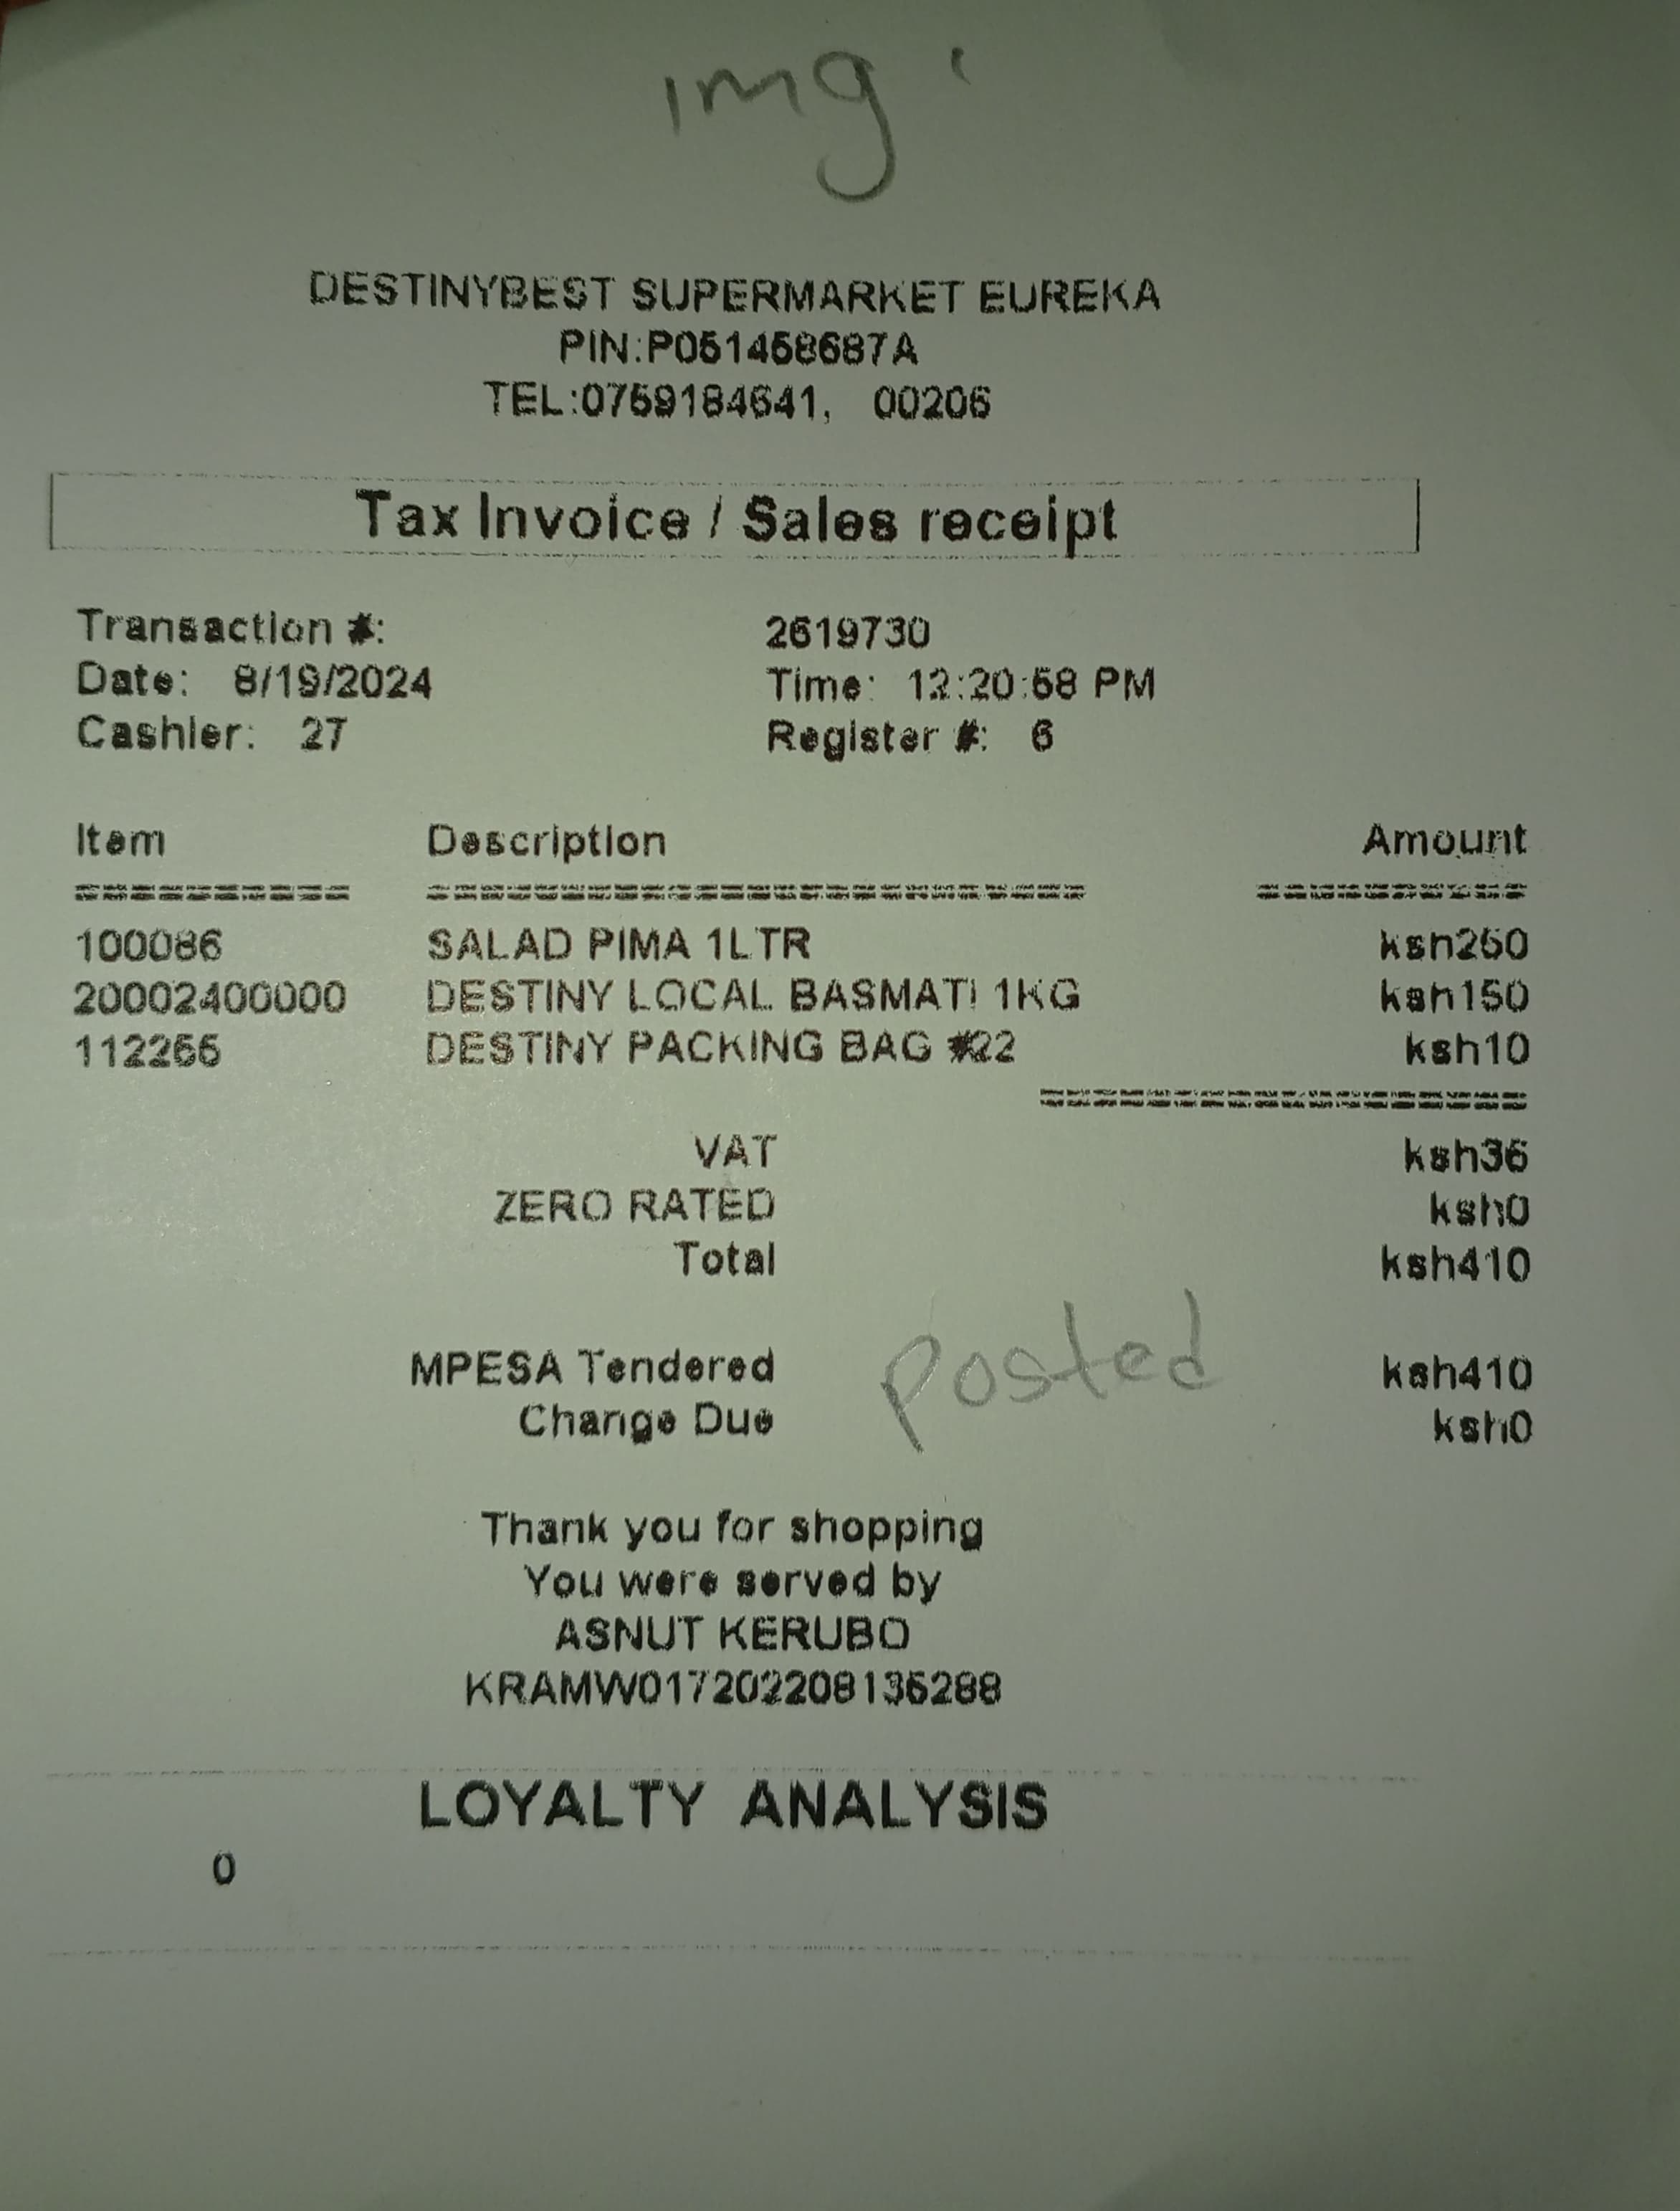 img
DESTINYBEST SUPERMARKET EUREKA
PIN:P051458687A
TEL:0759184641, 00206
Tax Invoice / Sales receipt
Transaction #: 2619730
Date: 8/19/2024 Time: 12:20:58 PM
Cashier: 27 Register #: 6
Item Description Amount
100086 SALAD PIMA 1LTR ksh250
20002400000 DESTINY LOCAL BASMATI 1KG ksh150
112255 DESTINY PACKING BAG #22 ksh10
VAT ksh36
ZERO RATED ksh0
Total ksh410
posted
MPESA Tendered ksh410
Change Due ksh0
Thank you for shopping
You were served by
ASNUT KERUBO
KRAMW017202208135288
LOYALTY ANALYSIS
0